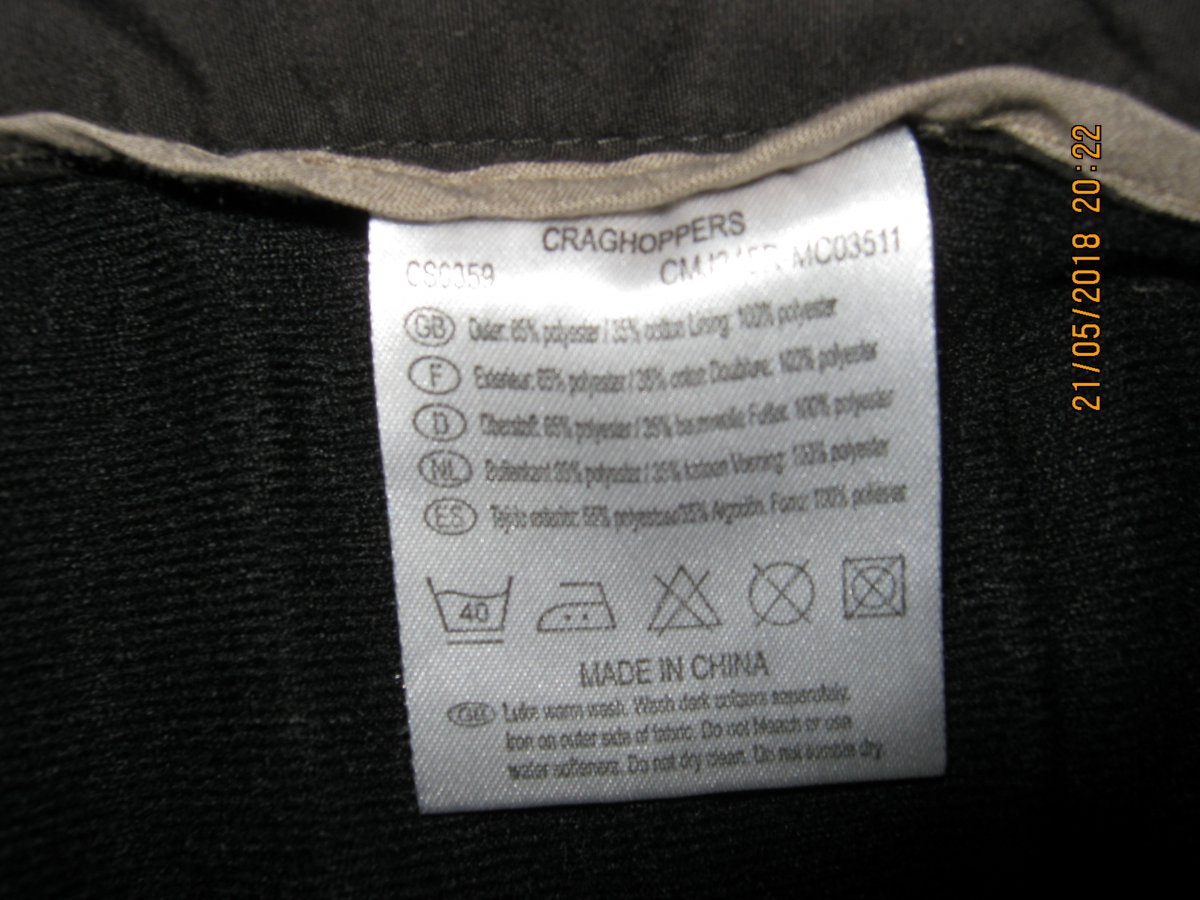 CRAGHOPPERS
CS0359 MC03511
GB Outer: 65% polyester / 35% cotton Lining: 100% polyester
F Exterieur: 65% polyester / 35% coton Doublure: 100% polyester
D Oberstoff: 65% polyester / 35% baumwolle Futter: 100% polyester
NL Buitenkant: 65% polyester / 35% katoen Voering: 100% polyester
ES Tejido exterior: 65% 35% Algodón. Forro: 100%
40
MADE IN CHINA
GB Luke warm wash. Wash dark colours separately.
Iron on outer side of fabric. Do not bleach or use
water softeners. Do not dry clean. Do not tumble dry.
21/05/2018 20:22